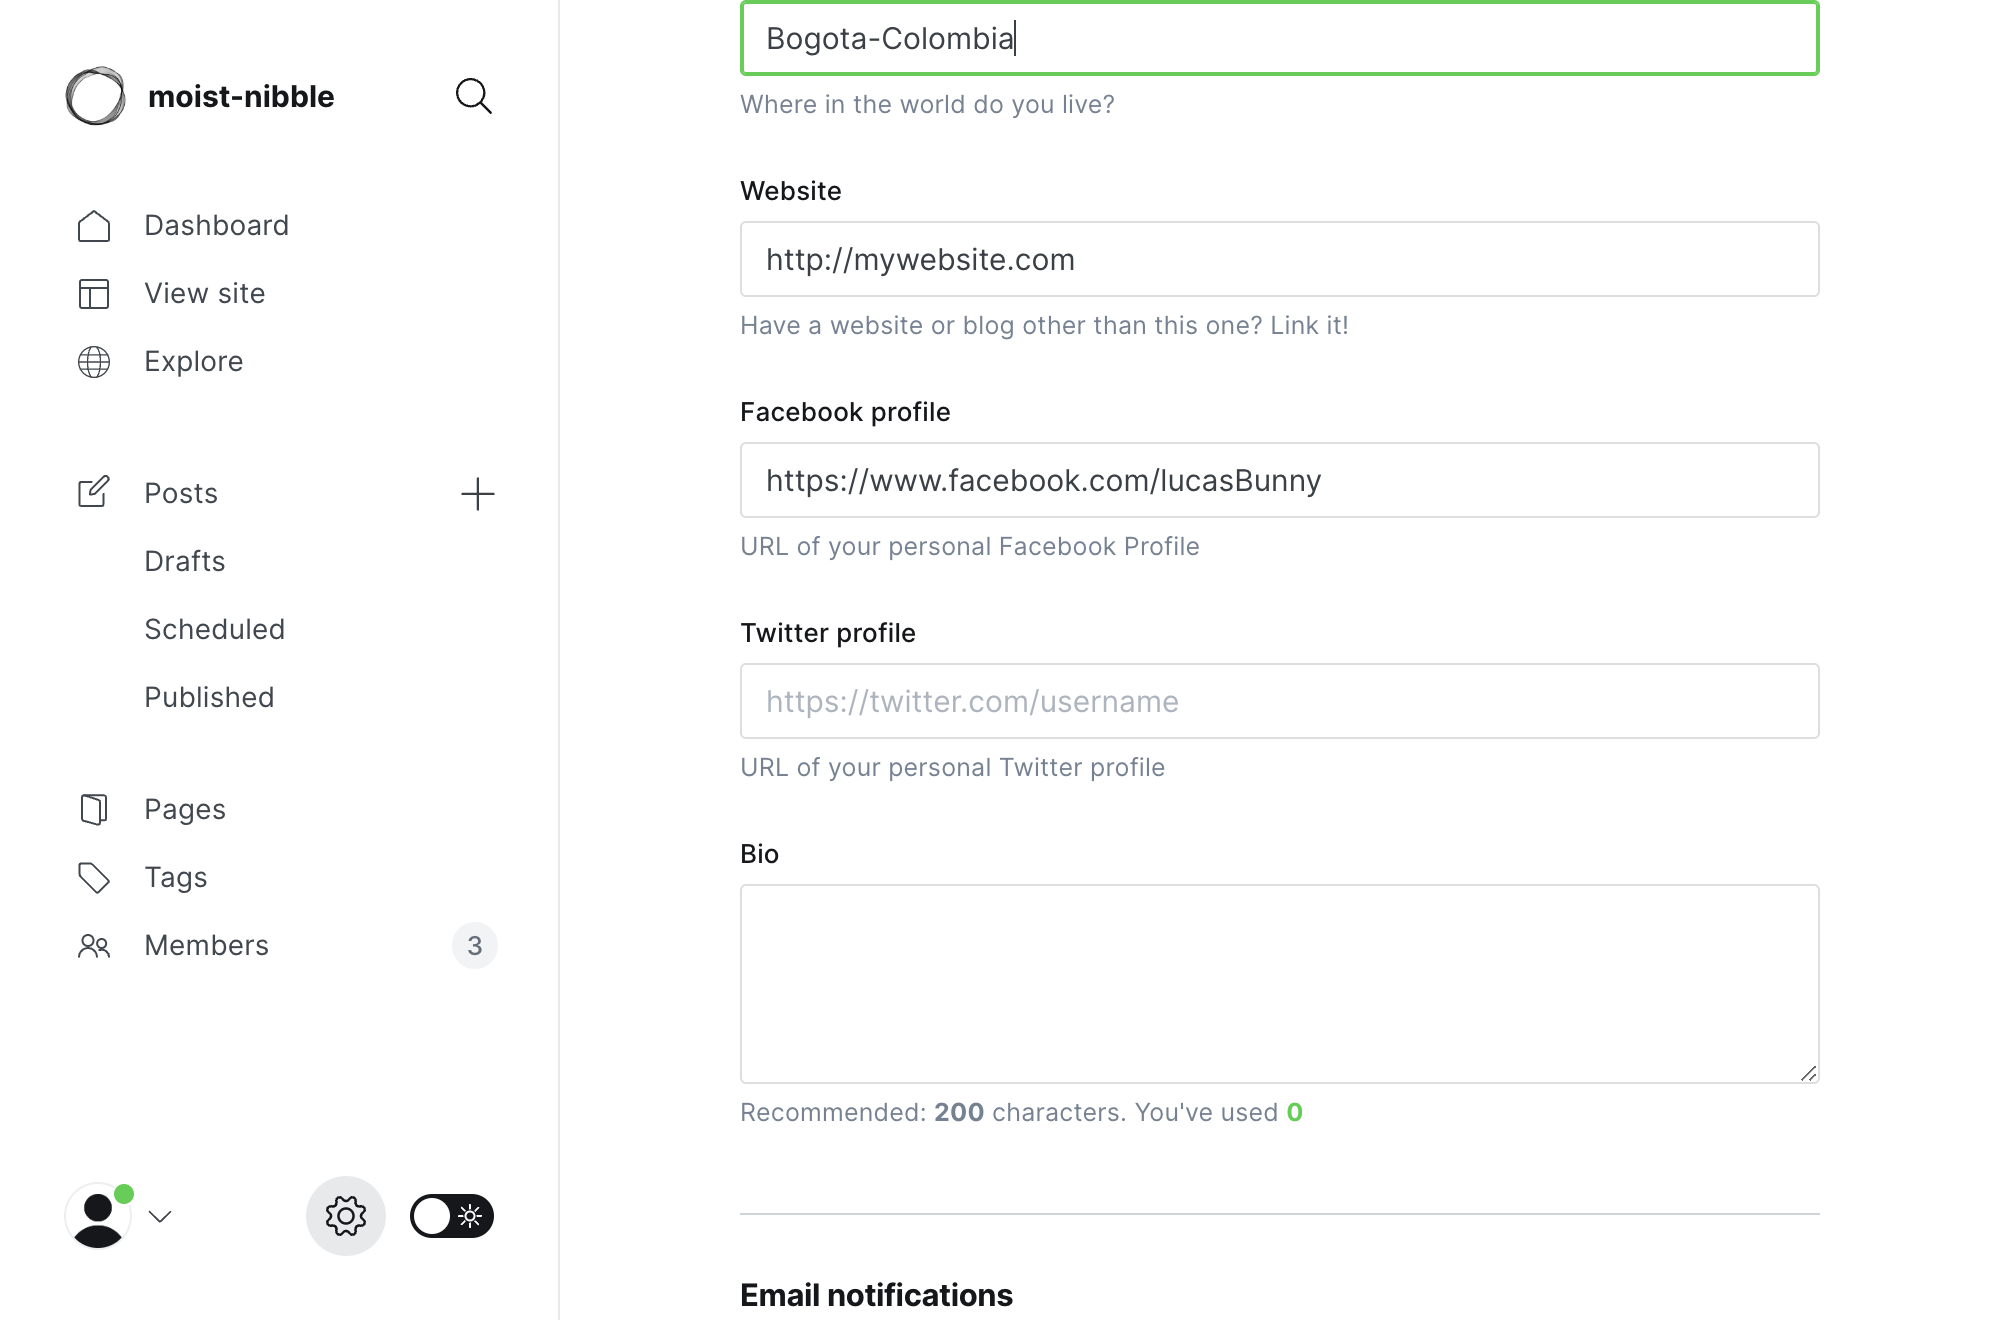 moist-nibble
Dashboard
View site
Explore
Posts
Drafts
Scheduled
Published
Pages
Tags
Members
3
Bogota-Colombia
Where in the world do you live?
Website
http://mywebsite.com
Have a website or blog other than this one? Link it!
Facebook profile
https://www.facebook.com/lucasBunny
URL of your personal Facebook Profile
Twitter profile
https://twitter.com/username
URL of your personal Twitter profile
Bio
Recommended: 200 characters. You've used 0
Email notifications